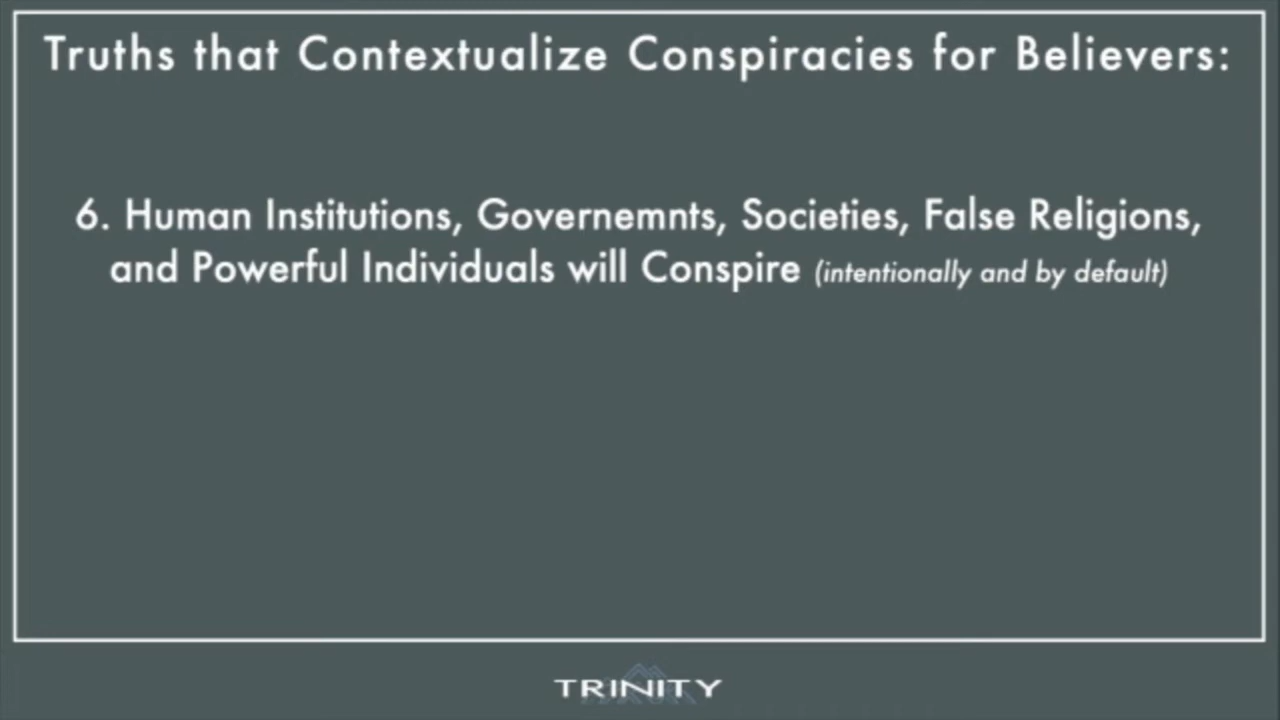 Truths that Contextualize Conspiracies for Believers:
6. Human Institutions, Governemnts, Societies, False Religions,
and Powerful Individuals will Conspire (intentionally and by default)
TRINITY